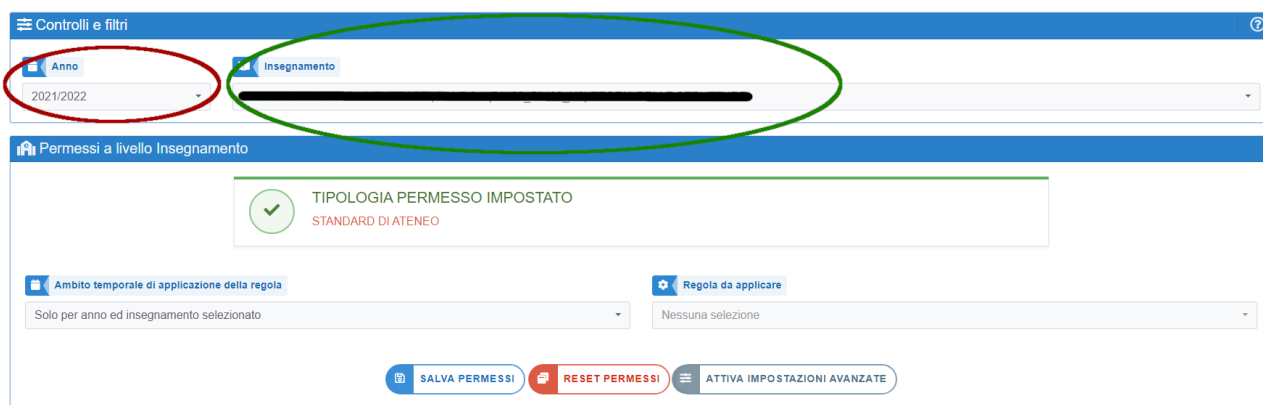 Controlli e filtri
Anno
Insegnamento
2021/2022
Permessi a livello Insegnamento
TIPOLOGIA PERMESSO IMPOSTATO
STANDARD DI ATENEO
Ambito temporale di applicazione della regola
Regola da applicare
Solo per anno ed insegnamento selezionato
Nessuna selezione
SALVA PERMESSI
RESET PERMESSI
ATTIVA IMPOSTAZIONI AVANZATE